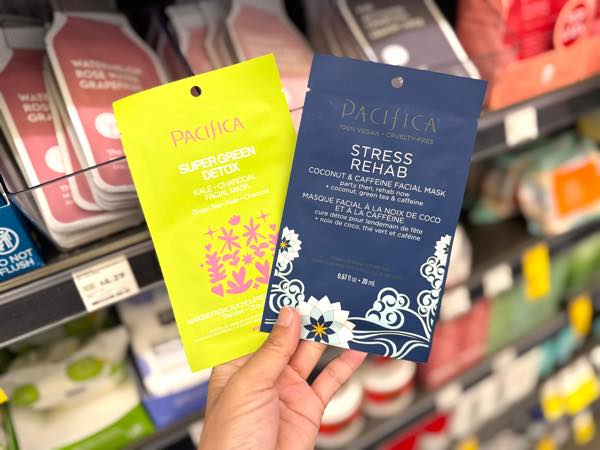 WATERMELON
ROSE WATER
GRAPEFRUIT
DO NOT
FLUSH
PACIFICA
SUPER GREEN
DETOX
KALE + CHARCOAL
FACIAL MASK
PACIFICA
100% VEGAN + CRUELTY-FREE
STRESS
REHAB
COCONUT & CAFFEINE FACIAL MASK
party then, rehab now
+ coconut, green tea & caffeine
MASQUE FACIAL À LA NOIX DE COCO
ET À LA CAFÉINE
cure détox pour lendemain de fête
+ noix de coco, thé vert et caféine
0.67 fl oz • 20 mL